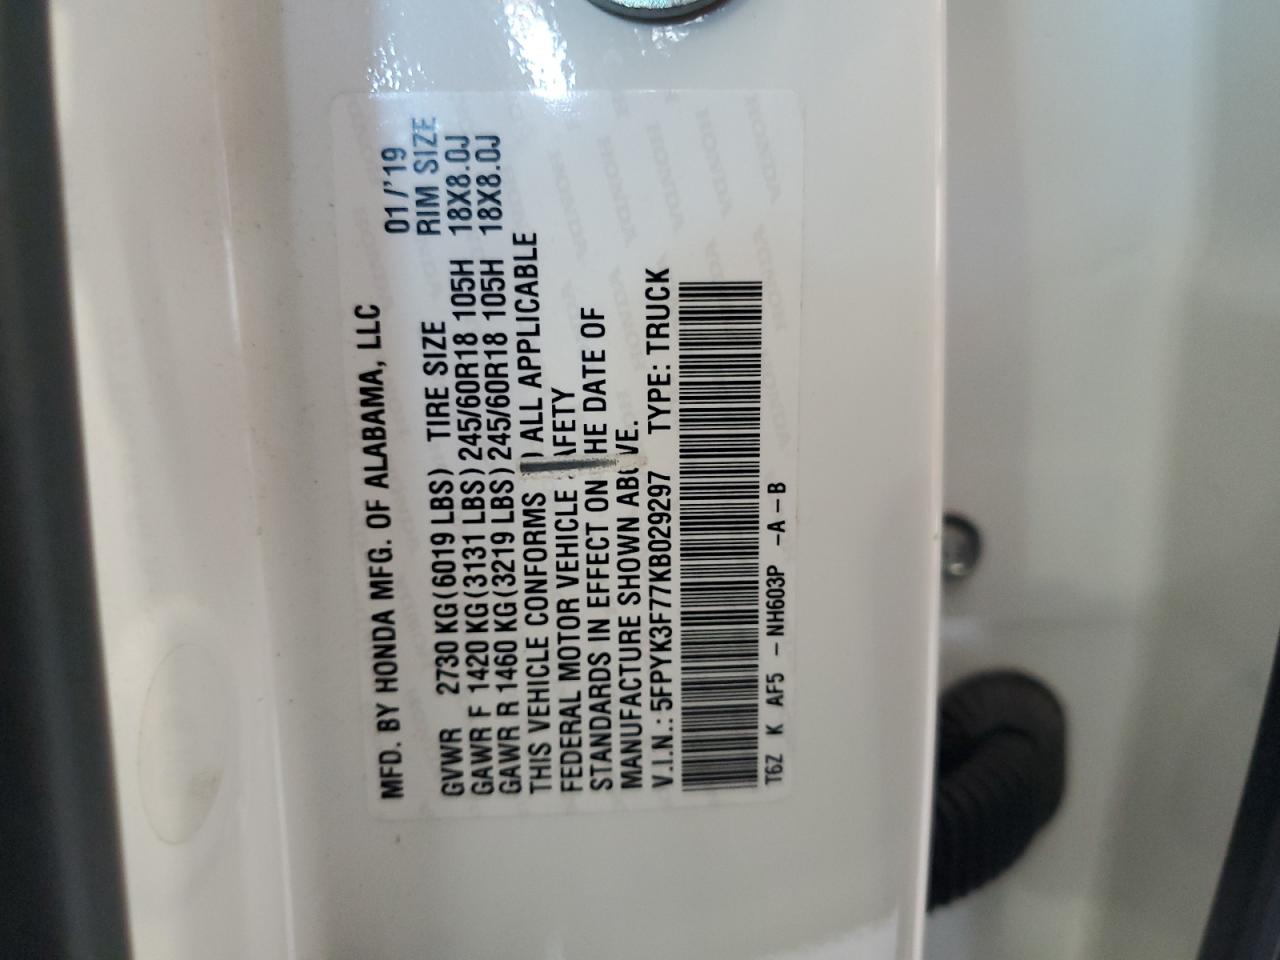 MFD. BY HONDA MFG. OF ALABAMA, LLC 01/'19
GVWR 2730 KG(6019 LBS) TIRE SIZE RIM SIZE
GAWR F 1420 KG(3131 LBS) 245/60R18 105H 18X8.0J
GAWR R 1460 KG(3219 LBS) 245/60R18 105H 18X8.0J
THIS VEHICLE CONFORMS ALL APPLICABLE
FEDERAL MOTOR VEHICLE AFETY
STANDARDS IN EFFECT ON HE DATE OF
MANUFACTURE SHOWN AB VE.
V.I.N.: 5FPYK3F77KB029297 TYPE: TRUCK
T6Z K AF5 - NH603P - A - B